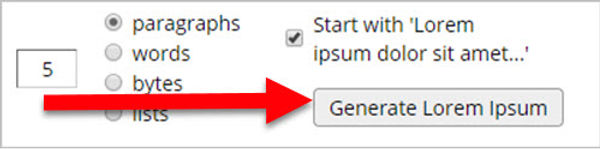 5
paragraphs
words
bytes
lists
Start with 'Lorem
ipsum dolor sit amet...'
Generate Lorem Ipsum